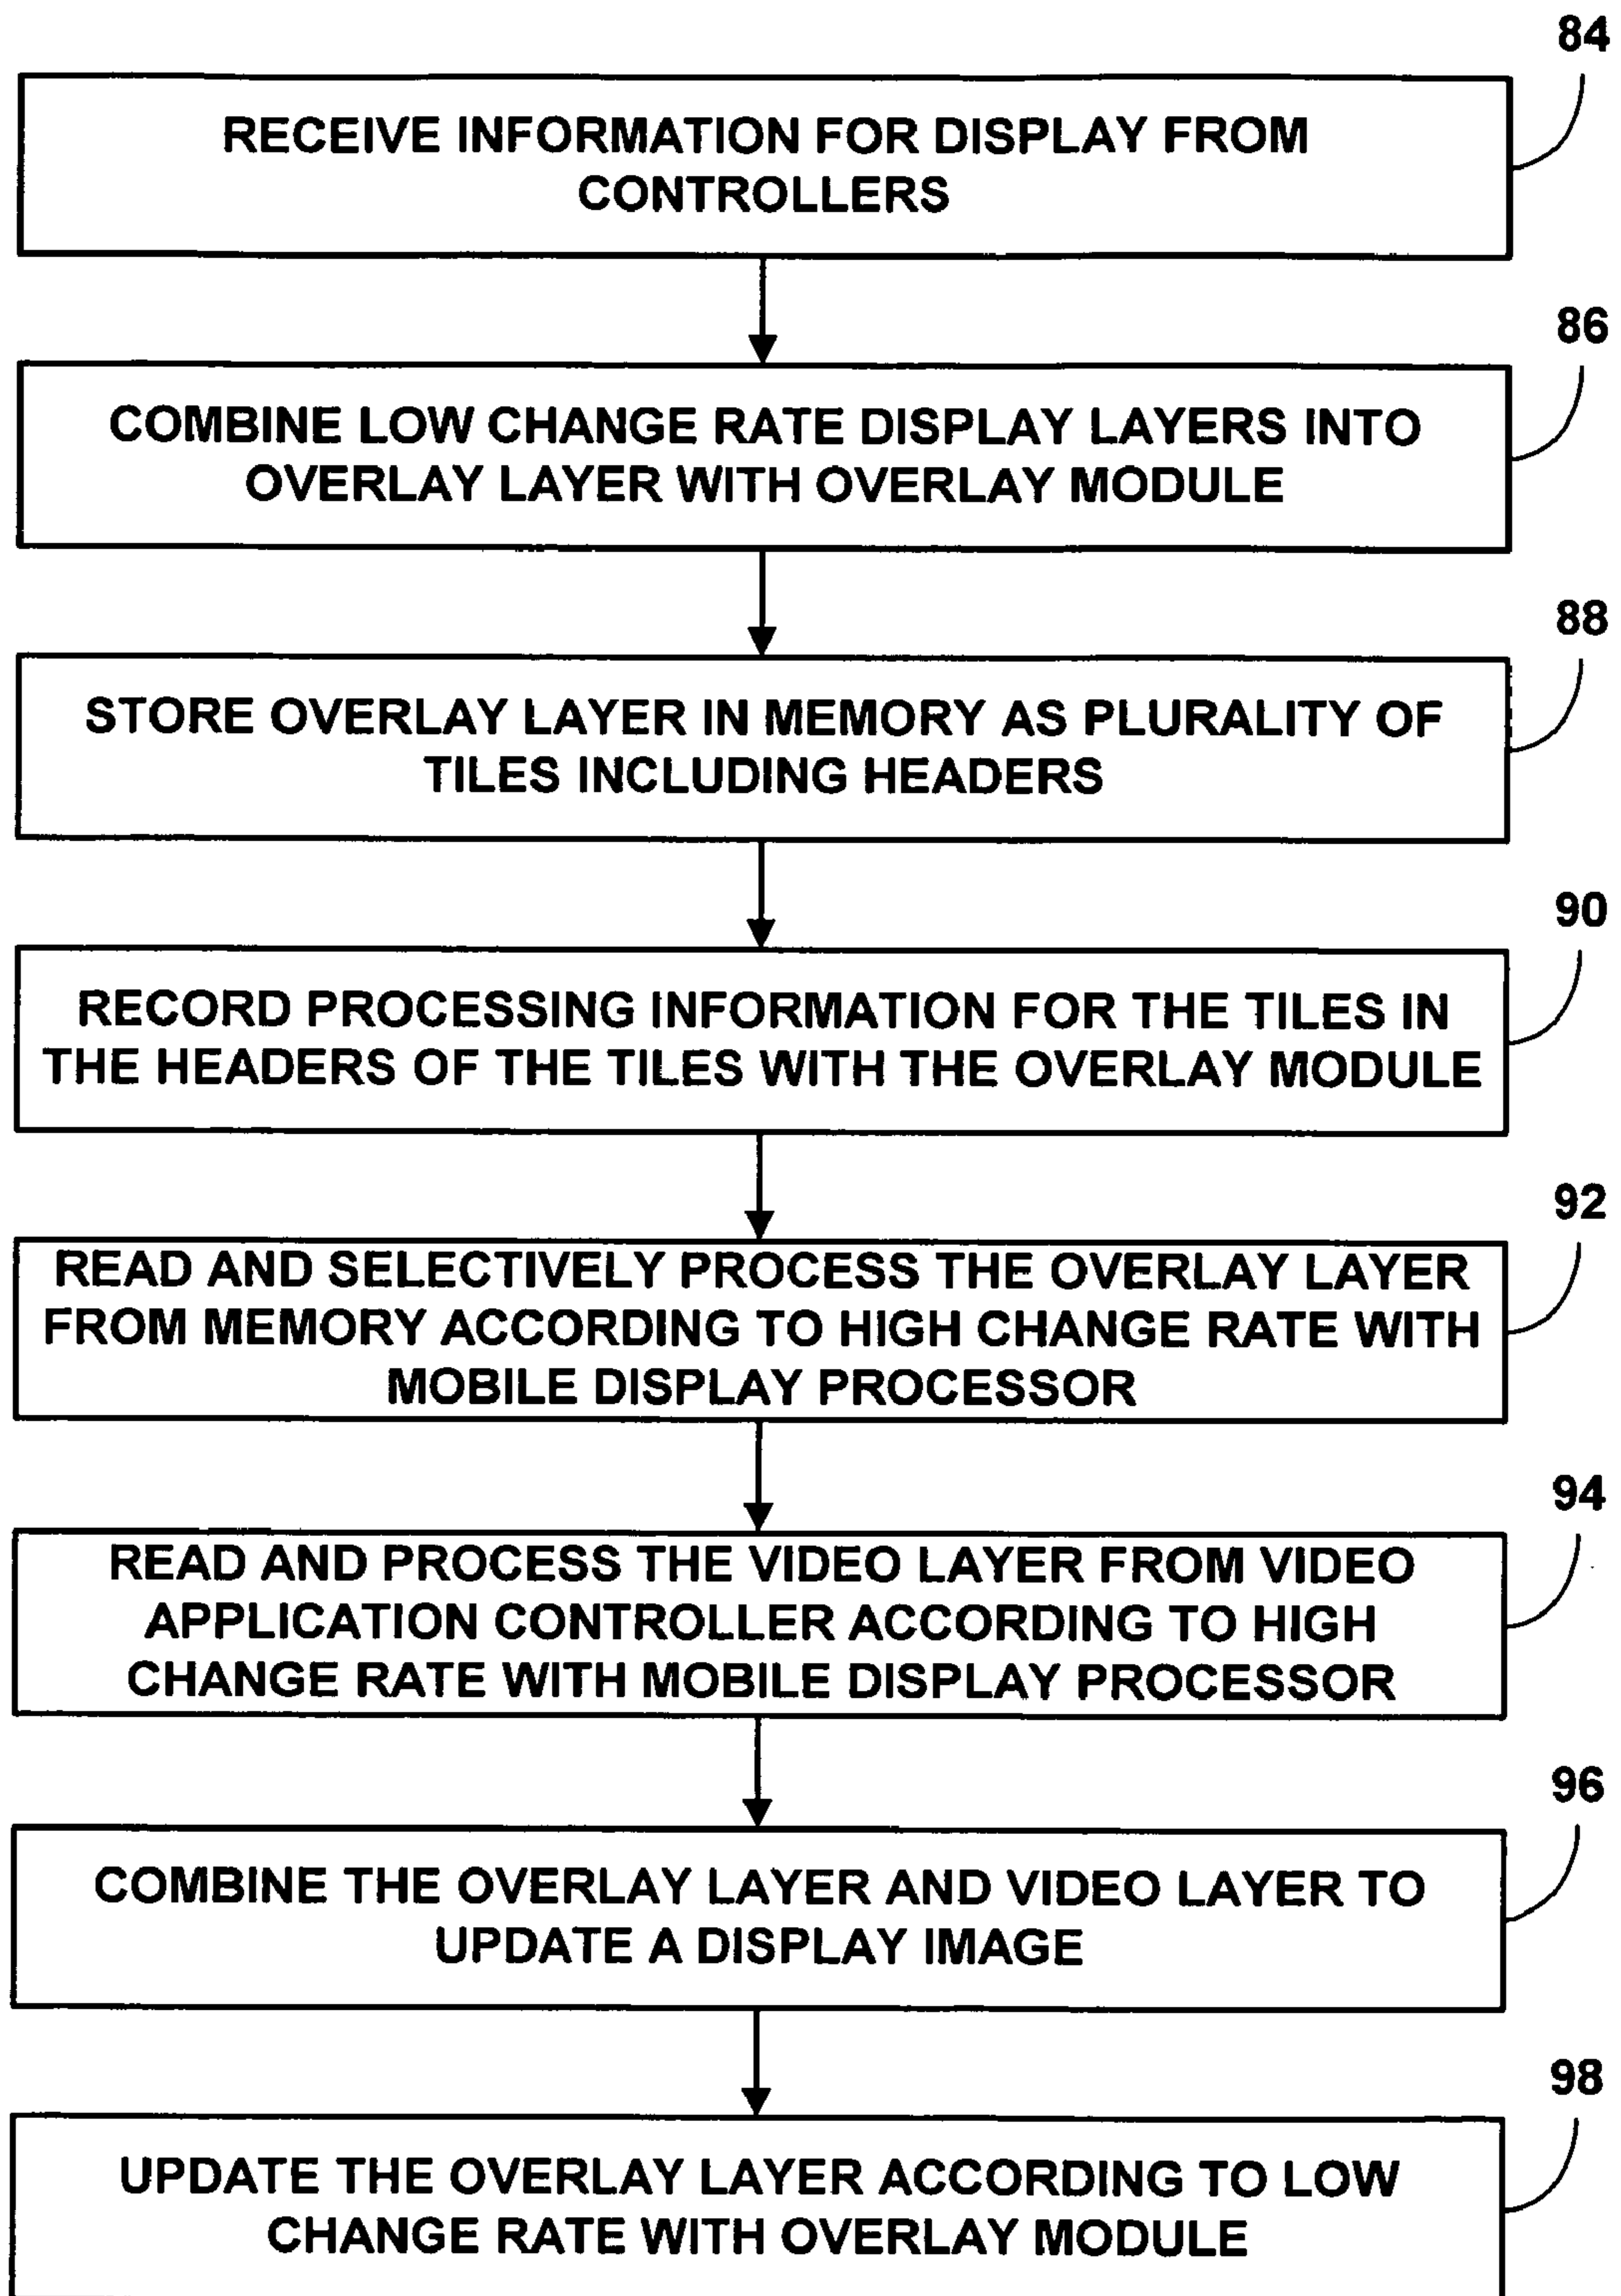 84
RECEIVE INFORMATION FOR DISPLAY FROM
CONTROLLERS
86
COMBINE LOW CHANGE RATE DISPLAY LAYERS INTO
OVERLAY LAYER WITH OVERLAY MODULE
88
STORE OVERLAY LAYER IN MEMORY AS PLURALITY OF
TILES INCLUDING HEADERS
90
RECORD PROCESSING INFORMATION FOR THE TILES IN
THE HEADERS OF THE TILES WITH THE OVERLAY MODULE
92
READ AND SELECTIVELY PROCESS THE OVERLAY LAYER
FROM MEMORY ACCORDING TO HIGH CHANGE RATE WITH
MOBILE DISPLAY PROCESSOR
94
READ AND PROCESS THE VIDEO LAYER FROM VIDEO
APPLICATION CONTROLLER ACCORDING TO HIGH
CHANGE RATE WITH MOBILE DISPLAY PROCESSOR
96
COMBINE THE OVERLAY LAYER AND VIDEO LAYER TO
UPDATE A DISPLAY IMAGE
98
UPDATE THE OVERLAY LAYER ACCORDING TO LOW
CHANGE RATE WITH OVERLAY MODULE